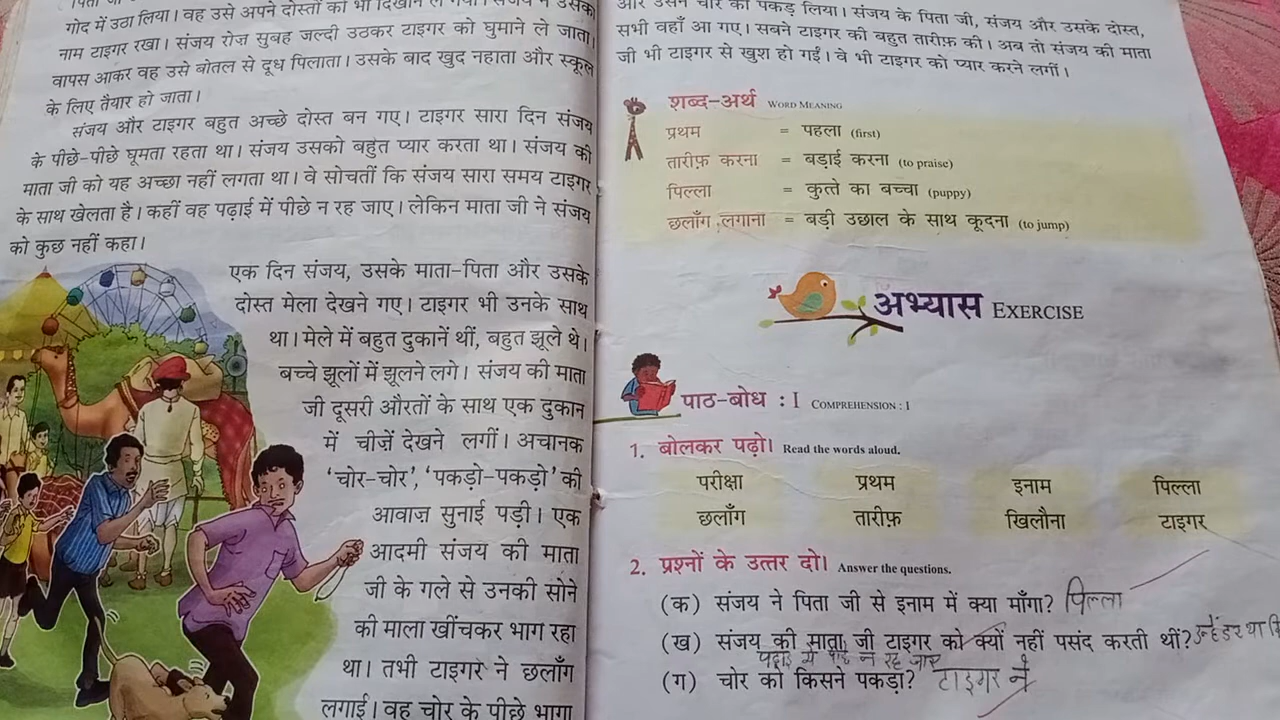 गोद में उठा लिया। वह उसे अपने दोस्तों को भी दिखाने ले गया। संजय ने उसका
नाम टाइगर रखा। संजय रोज़ सुबह जल्दी उठकर टाइगर को घुमाने ले जाता।
वापस आकर वह उसे बोतल से दूध पिलाता। उसके बाद खुद नहाता और स्कूल
के लिए तैयार हो जाता।
संजय और टाइगर बहुत अच्छे दोस्त बन गए। टाइगर सारा दिन संजय
के पीछे-पीछे घूमता रहता था। संजय उसको बहुत प्यार करता था। संजय की
माता जी को यह अच्छा नहीं लगता था। वे सोचतीं कि संजय सारा समय टाइगर
के साथ खेलता है। कहीं वह पढ़ाई में पीछे न रह जाए। लेकिन माता जी ने संजय
को कुछ नहीं कहा।
एक दिन संजय, उसके माता-पिता और उसके
दोस्त मेला देखने गए। टाइगर भी उनके साथ
था। मेले में बहुत दुकानें थीं, बहुत झूले थे।
बच्चे झूलों में झूलने लगे। संजय की माता
जी दूसरी औरतों के साथ एक दुकान
में चीज़ें देखने लगीं। अचानक
‘चोर-चोर’, ‘पकड़ो-पकड़ो’ की
आवाज़ सुनाई पड़ी। एक
आदमी संजय की माता
जी के गले से उनकी सोने
की माला खींचकर भाग रहा
था। तभी टाइगर ने छलाँग
लगाई। वह चोर के पीछे भागा
और उसने चोर को पकड़ लिया। संजय के पिता जी, संजय और उसके दोस्त,
सभी वहाँ आ गए। सबने टाइगर की बहुत तारीफ़ की। अब तो संजय की माता
जी भी टाइगर से खुश हो गईं। वे भी टाइगर को प्यार करने लगीं।
शब्द-अर्थ WORD MEANING
प्रथम = पहला (first)
तारीफ़ करना = बड़ाई करना (to praise)
पिल्ला = कुत्ते का बच्चा (puppy)
छलाँग लगाना = बड़ी उछाल के साथ कूदना (to jump)
अभ्यास EXERCISE
पाठ-बोध : I COMPREHENSION : I
1. बोलकर पढ़ो। Read the words aloud.
परीक्षा प्रथम इनाम पिल्ला
छलाँग तारीफ़ खिलौना टाइगर
2. प्रश्नों के उत्तर दो। Answer the questions.
(क) संजय ने पिता जी से इनाम में क्या माँगा? पिल्ला
(ख) संजय की माता जी टाइगर को क्यों नहीं पसंद करती थीं? उन्हें डर था कि
पढ़ाई में पीछे न रह जाए
(ग) चोर को किसने पकड़ा? टाइगर ने